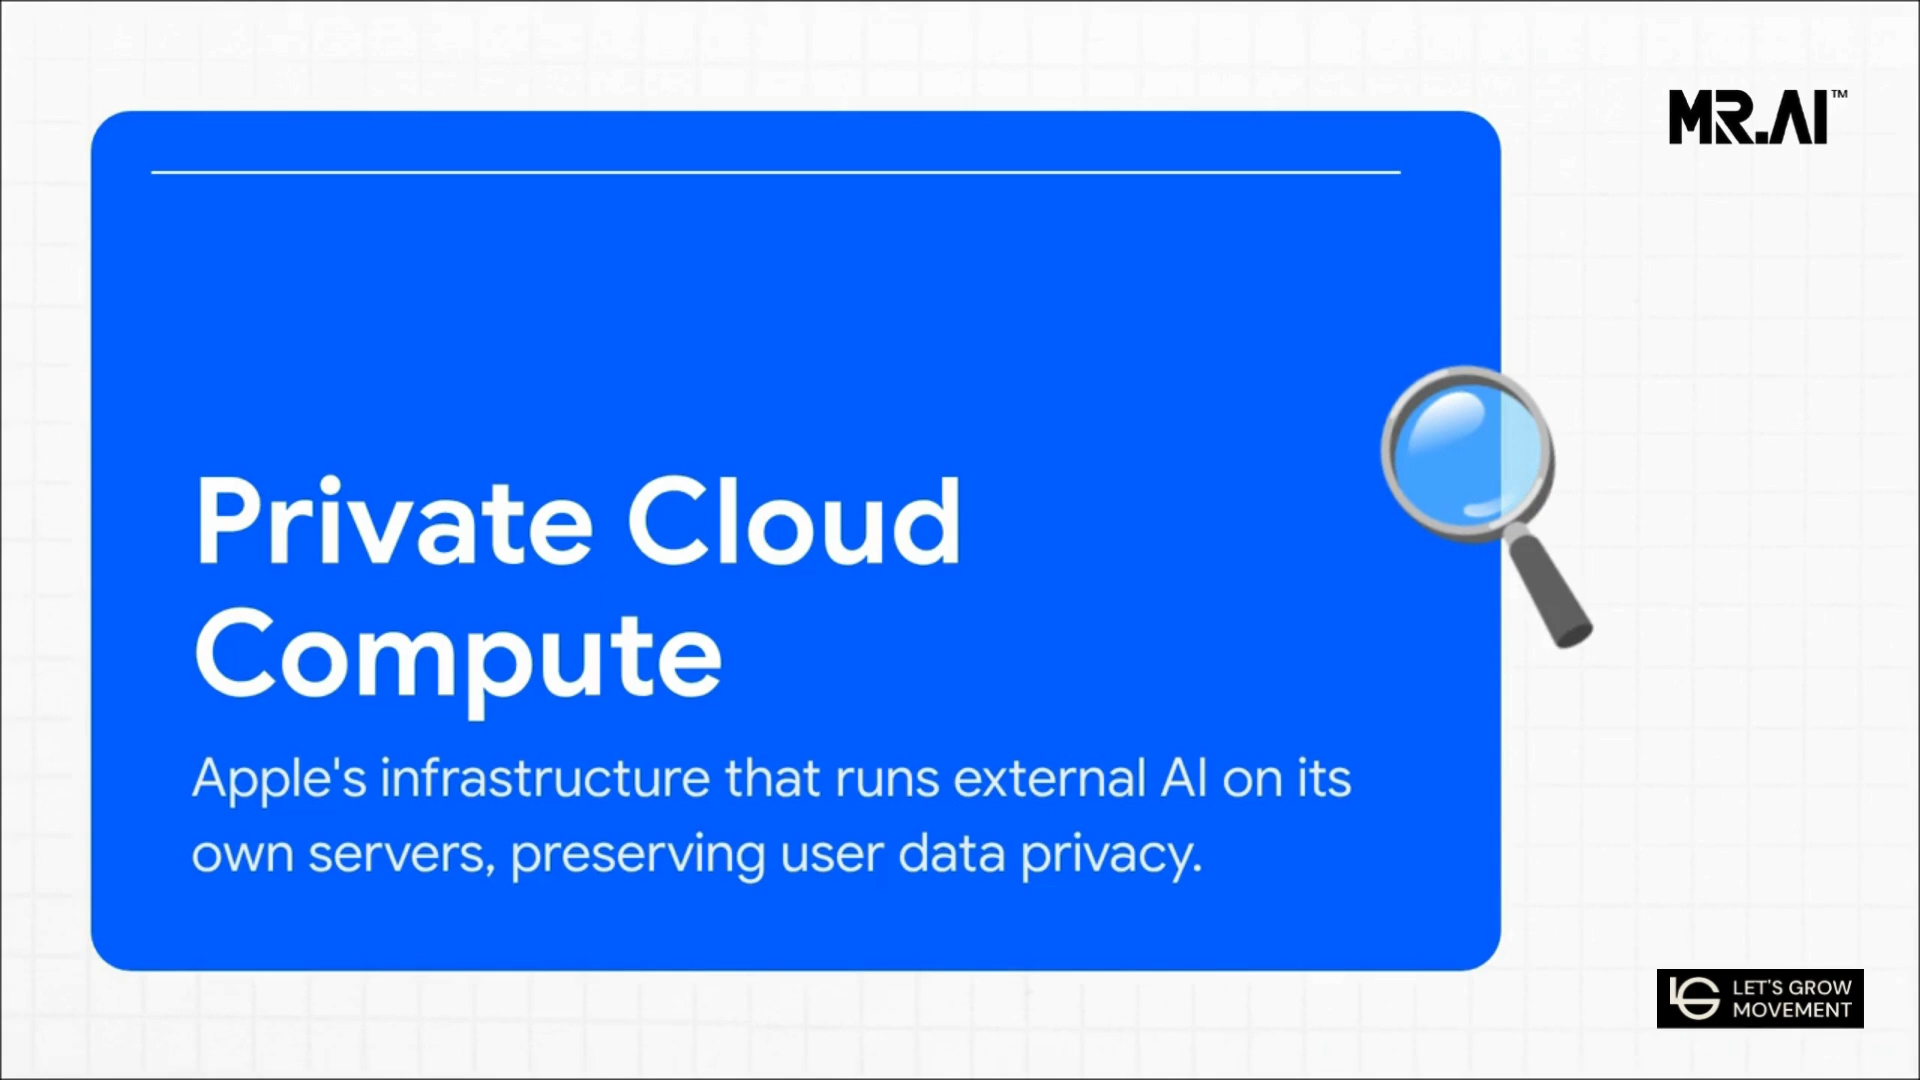 MR.AI™
Private Cloud
Compute
Apple's infrastructure that runs external AI on its
own servers, preserving user data privacy.
LG LET'S GROW
MOVEMENT